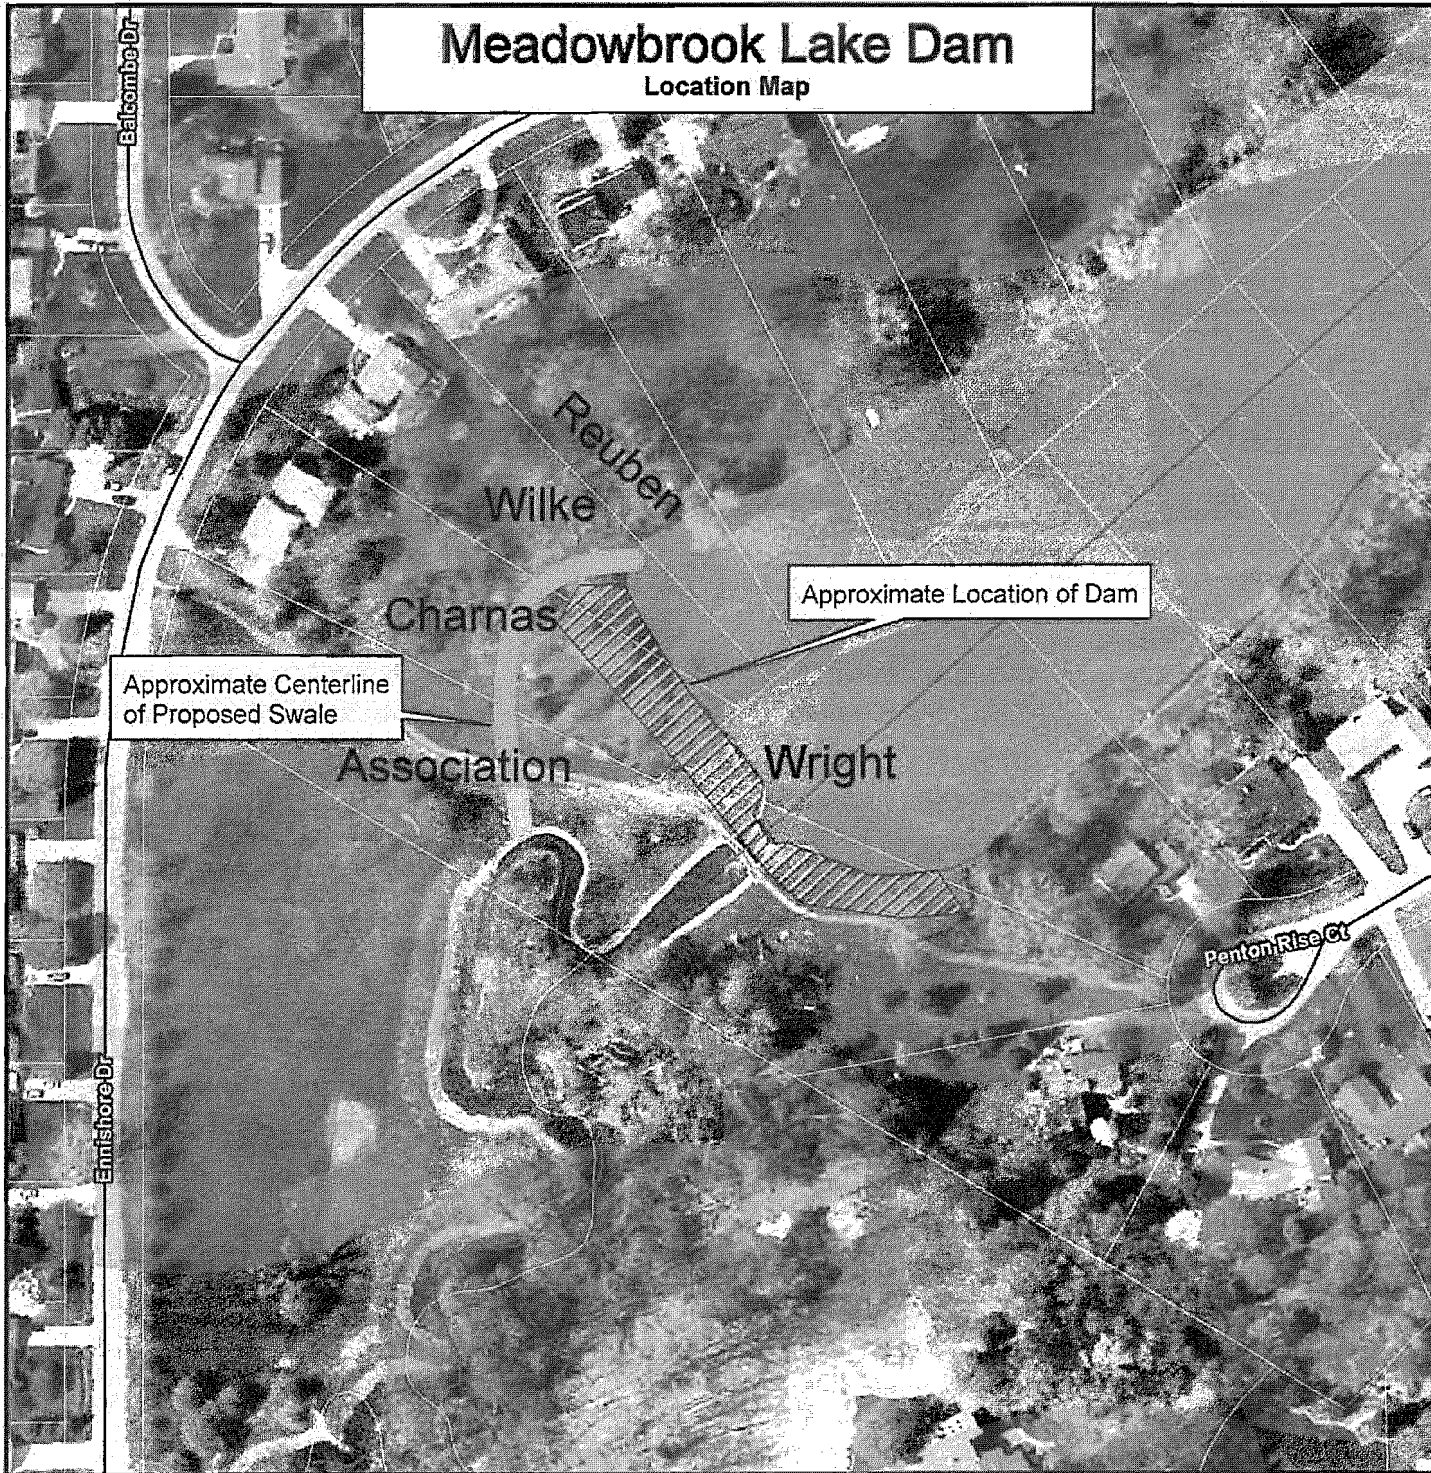 Meadowbrook Lake Dam
Location Map
Balcombe Dr
Reuben
Wilke
Approximate Location of Dam
Charnas
Approximate Centerline
of Proposed Swale
Association
Wright
Penton Rise Ct
Ennishore Dr